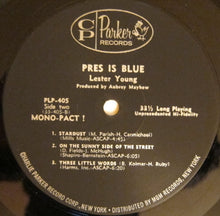 CP Parker
RECORDS
PRES IS BLUE
Lester Young
Produced by Aubrey Mayhew
PLP-405
Side two
(33-405-B)
MONO-PACT !
33⅓ Long Playing
Unprecedented Hi-Fidelity
1. STARDUST (M. Parish-H. Carmichael)
(Mills Music-ASCAP-4:45)
2. ON THE SUNNY SIDE OF THE STREET
(D. Fields-J. McHugh)
(Shapiro-Bernstein-ASCAP-6:05)
3. THREE LITTLE WORDS (B. Kalmar-H. Ruby)
(Harms, Inc.-ASCAP-8:20)
CHARLIE PARKER RECORD CORP.-NEW YORK. - DISTRIBUTED BY MGM RECORDS, NEW YORK